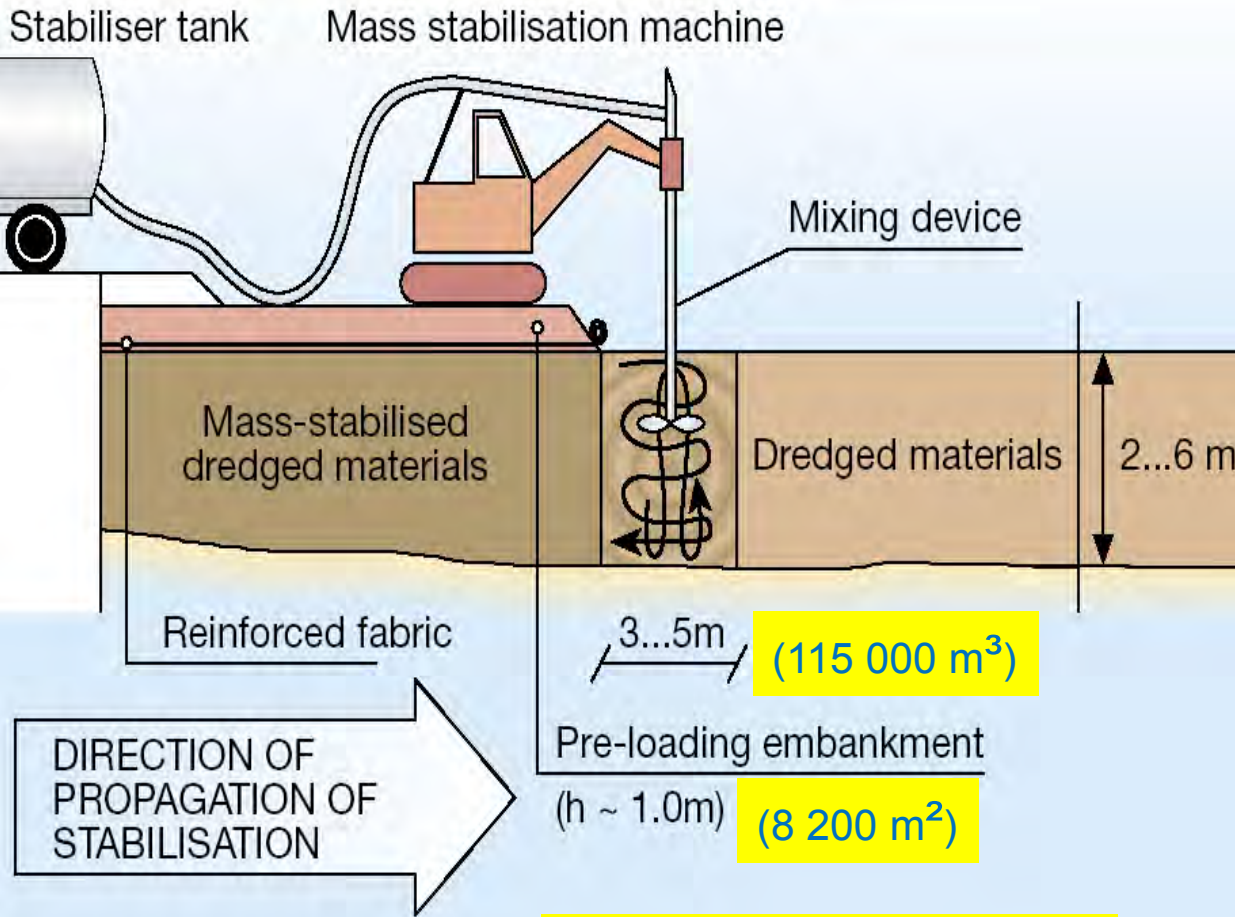 Stabiliser tank
Mass stabilisation machine
Mixing device
Mass-stabilised
dredged materials
Dredged materials
2...6 m
Reinforced fabric
3...5m
(115 000 m³)
DIRECTION OF
PROPAGATION OF
STABILISATION
Pre-loading embankment
(h ~ 1.0m)
(8 200 m²)